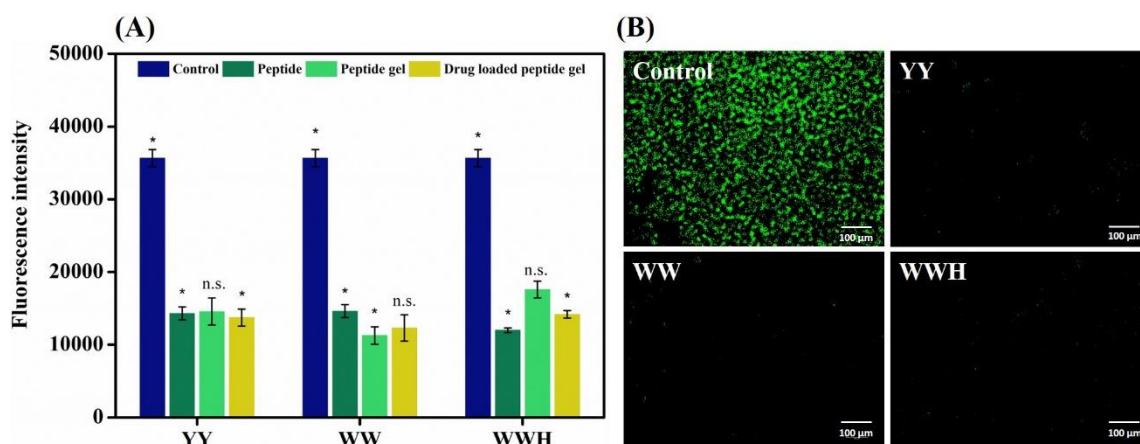 (A)
Fluorescence intensity
50000
40000
30000
20000
10000
0
Control Peptide Peptide gel Drug loaded peptide gel
* * *
* n.s. * * * n.s. * n.s. *
YY WW WWH
(B)
Control
100 µm
YY
100 µm
WW
100 µm
WWH
100 µm